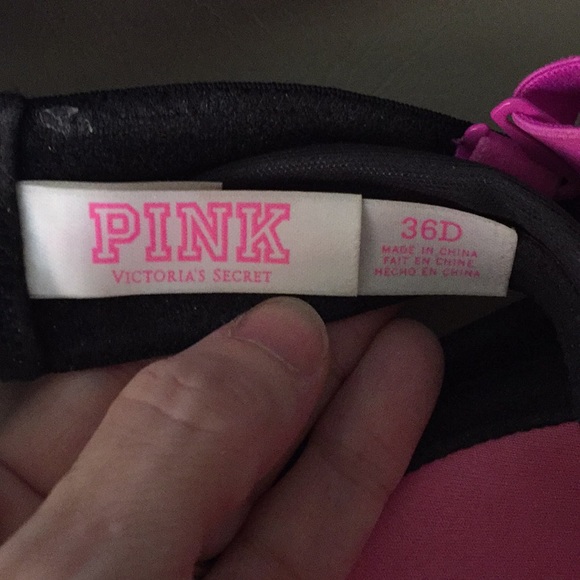 PINK
VICTORIA'S SECRET
36D
MADE IN CHINA
FAIT EN CHINE
HECHO EN CHINA